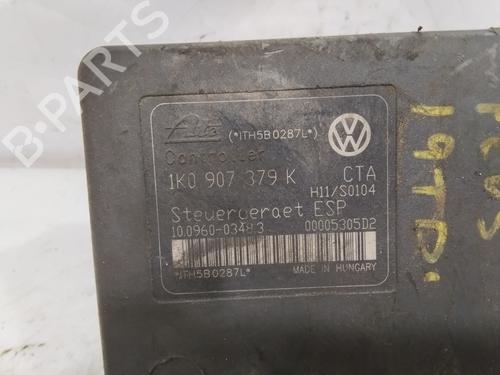 B-PARTS
Ate (*1TH5B0287L*)
Controller
1K0 907 379 K CTA
H11/S0104
Steuergeraet ESP
10.0960-0348.3 00005305D2
*1TH5B0287L*
MADE IN HUNGARY
1.9TDi